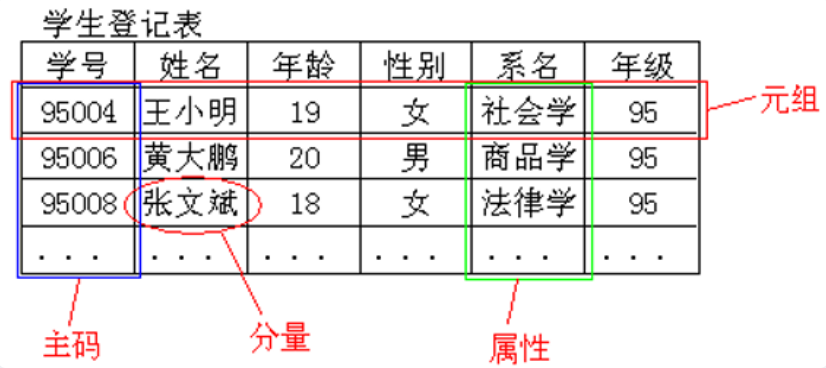 学生登记表
学号 姓名 年龄 性别 系名 年级
95004 王小明 19 女 社会学 95
元组
95006 黄大鹏 20 男 商品学 95
95008 张文斌 18 女 法律学 95
... ... ... ... ... ...
主码 分量 属性